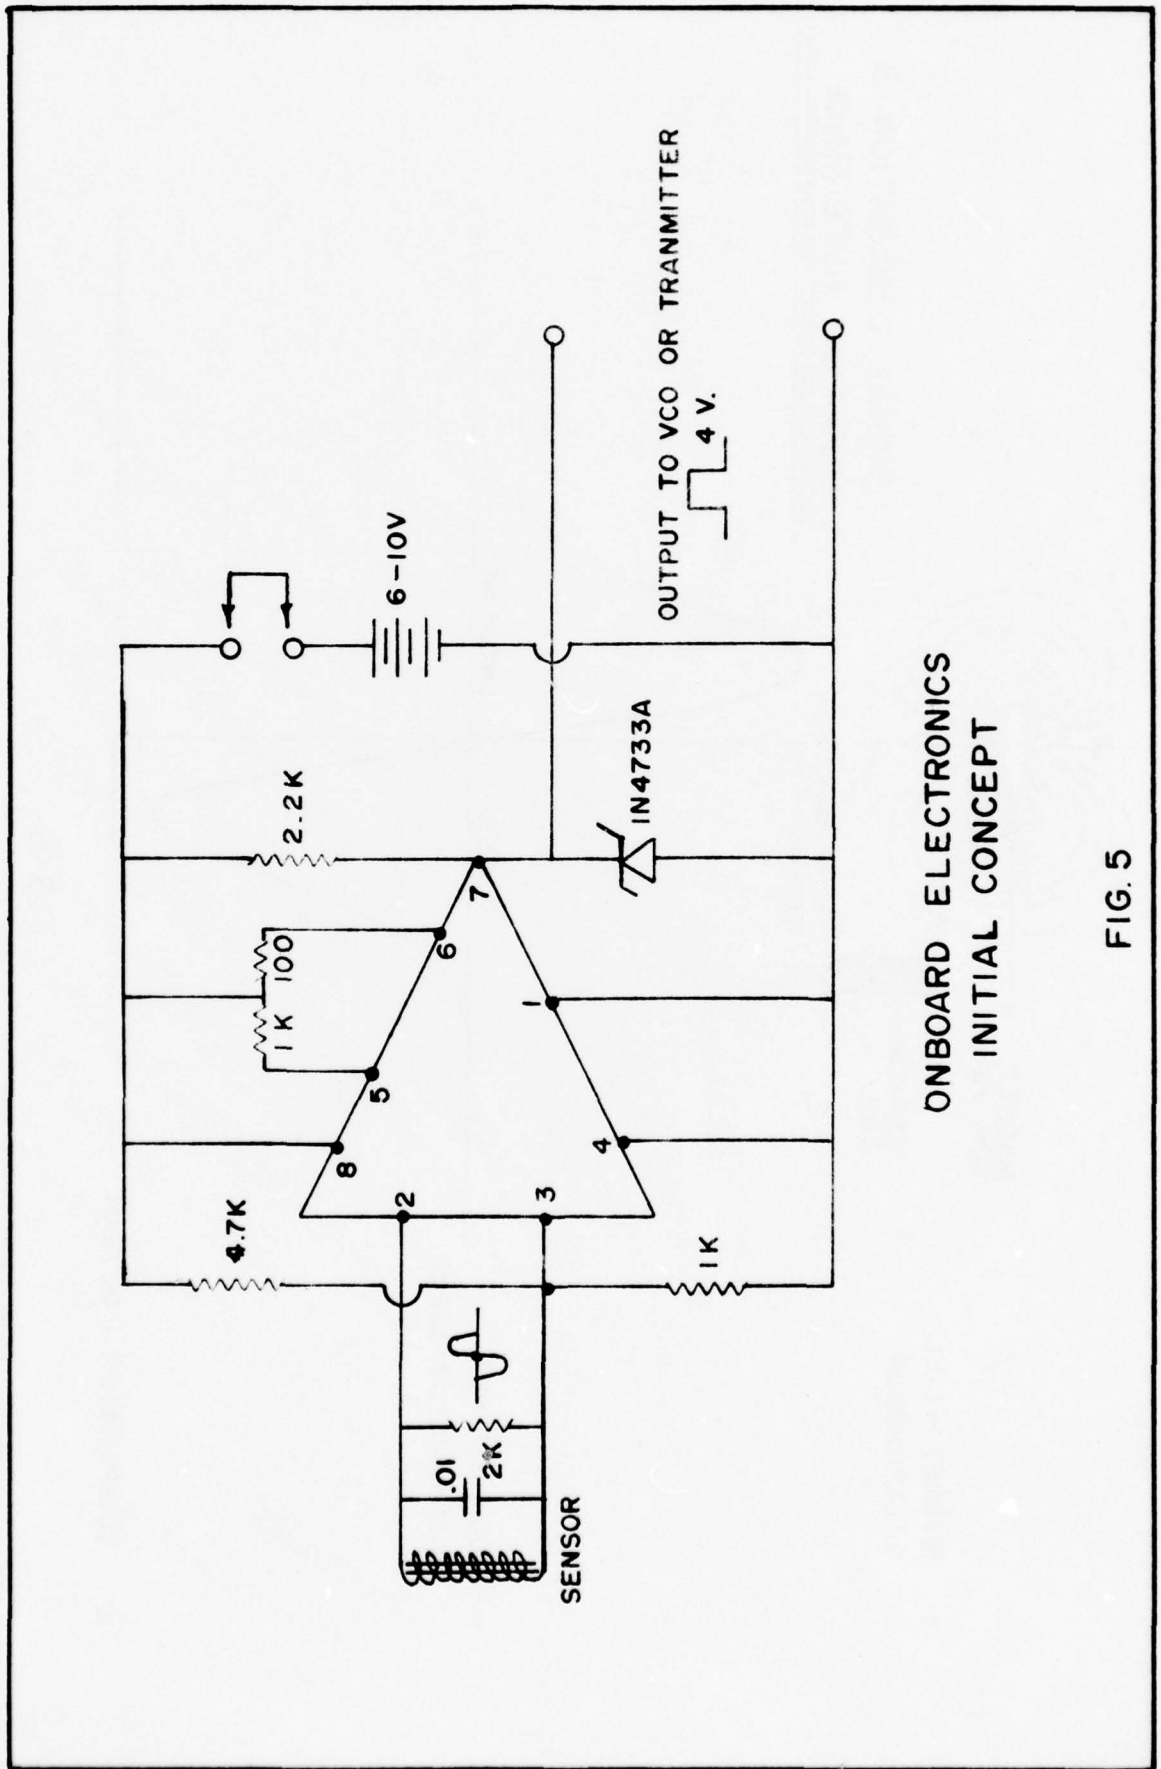 4.7K
1K 100
2.2K
6-10V
8
5
6
7
2
3
4
1
.01
2K
SENSOR
1K
1N4733A
OUTPUT TO VCO OR TRANMITTER
4 V.
ONBOARD ELECTRONICS
INITIAL CONCEPT
FIG. 5